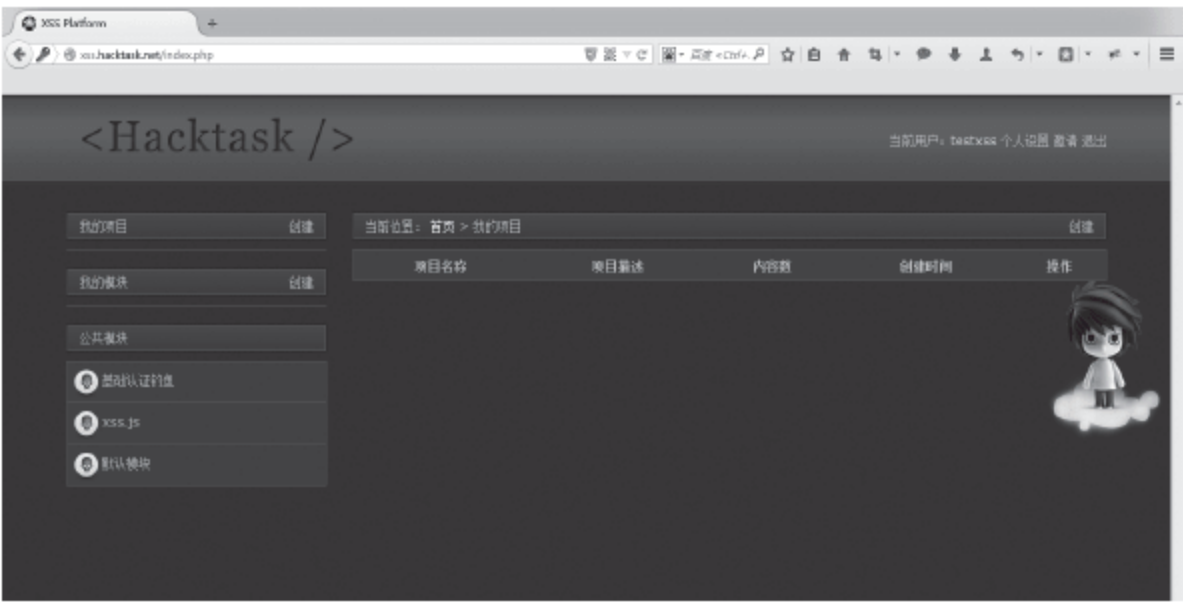 XSS Platform
xss.hacktask.net/index.php
百度 <Ctrl+
<Hacktask />
当前用户：testxss 个人设置 邀请 退出
我的项目 创建
当前位置：首页 > 我的项目 创建
项目名称 项目描述 内容数 创建时间 操作
我的模块 创建
公共模块
基础认证钓鱼
xss.js
默认模块